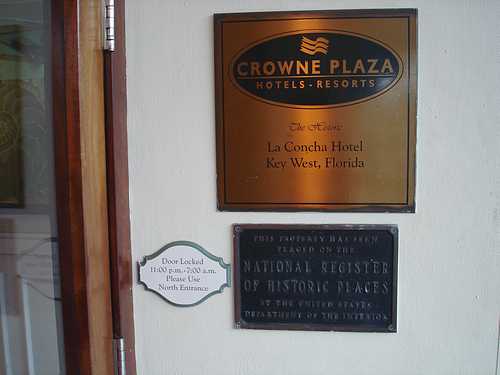 CROWNE PLAZA
HOTELS - RESORTS
The Historic
La Concha Hotel
Key West, Florida
Door Locked
11:00 p.m.-7:00 a.m.
Please Use
North Entrance
THIS PROPERTY HAS BEEN
PLACED ON THE
NATIONAL REGISTER
OF HISTORIC PLACES
BY THE UNITED STATES
DEPARTMENT OF THE INTERIOR